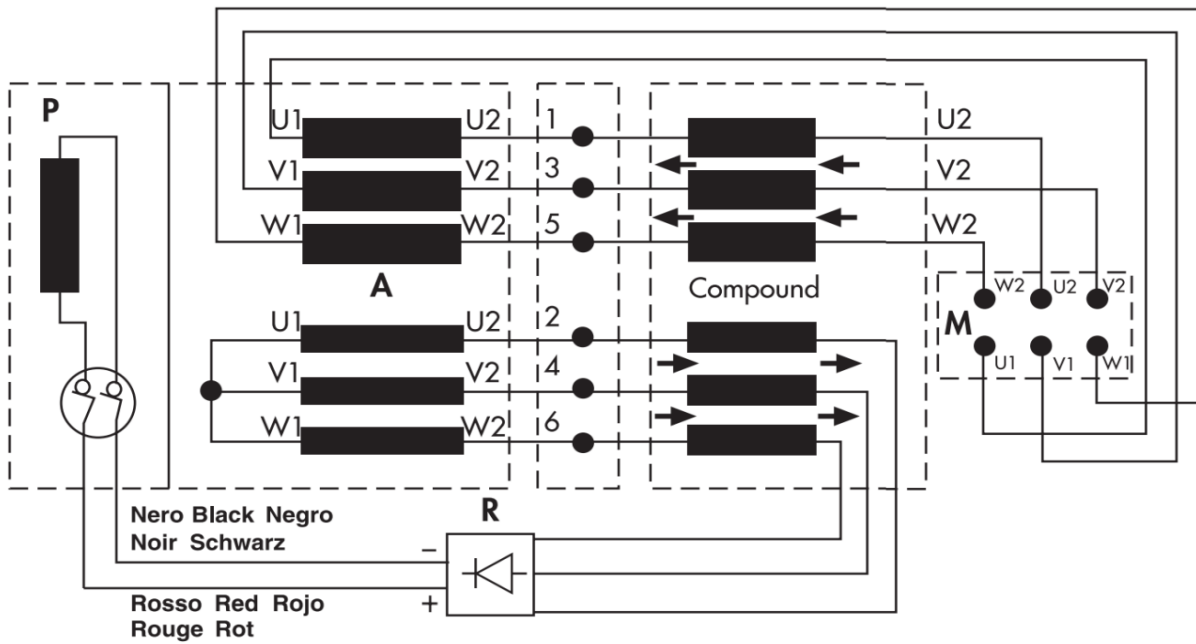 P
U1 U2 1 U2
V1 V2 3 V2
W1 W2 5 W2
A
Compound
W2 U2 V2
M
U1 V1 W1
U1 U2 2
V1 V2 4
W1 W2 6
Nero Black Negro
Noir Schwarz
R
−
+
Rosso Red Rojo
Rouge Rot